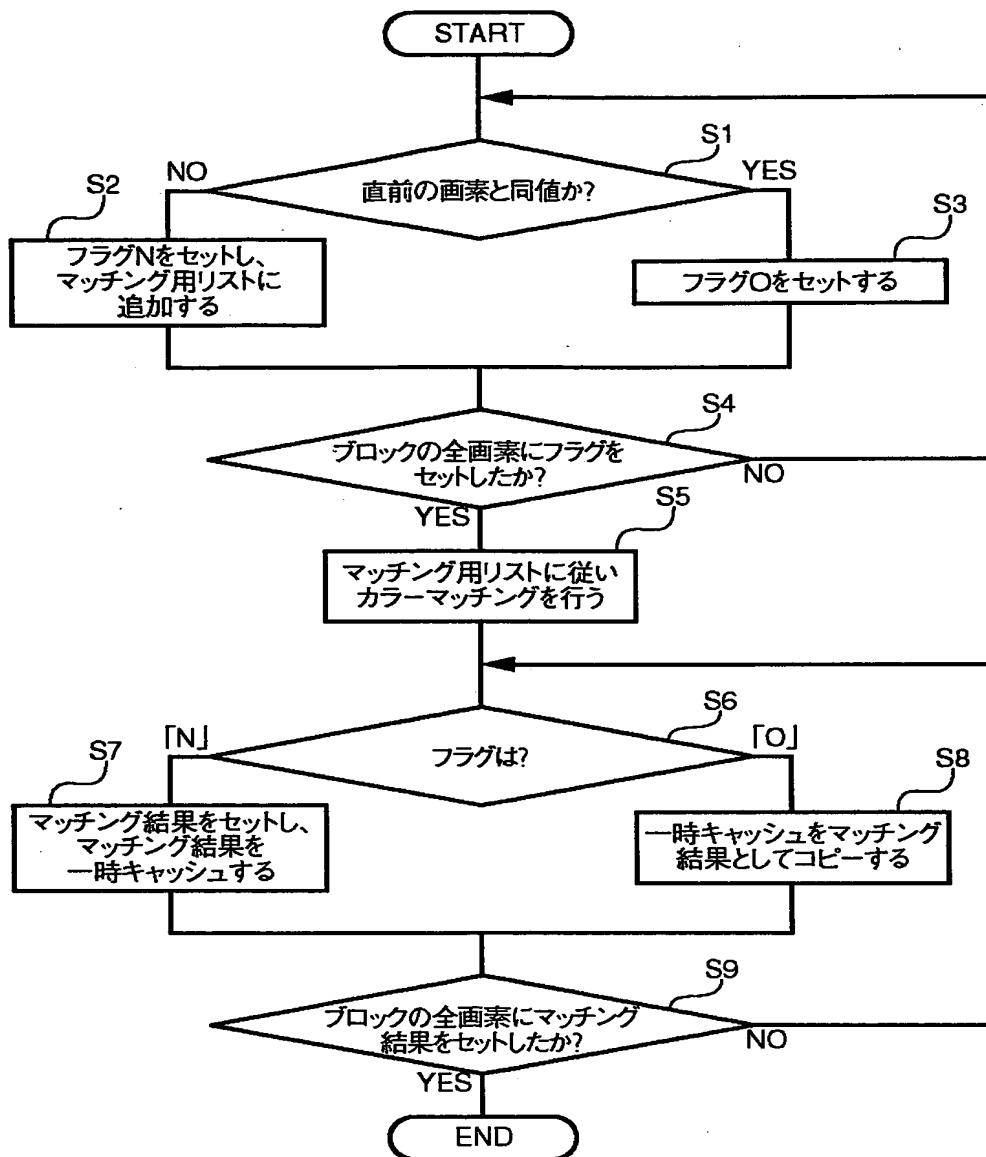 START
S1
NO
YES
直前の画素と同値か?
S2
S3
フラグNをセットし、
マッチング用リストに
追加する
フラグOをセットする
S4
ブロックの全画素にフラグを
セットしたか?
NO
YES
S5
マッチング用リストに従い
カラーマッチングを行う
S6
「N」
「O」
フラグは?
S7
S8
マッチング結果をセットし、
マッチング結果を
一時キャッシュする
一時キャッシュをマッチング
結果としてコピーする
S9
ブロックの全画素にマッチング
結果をセットしたか?
NO
YES
END